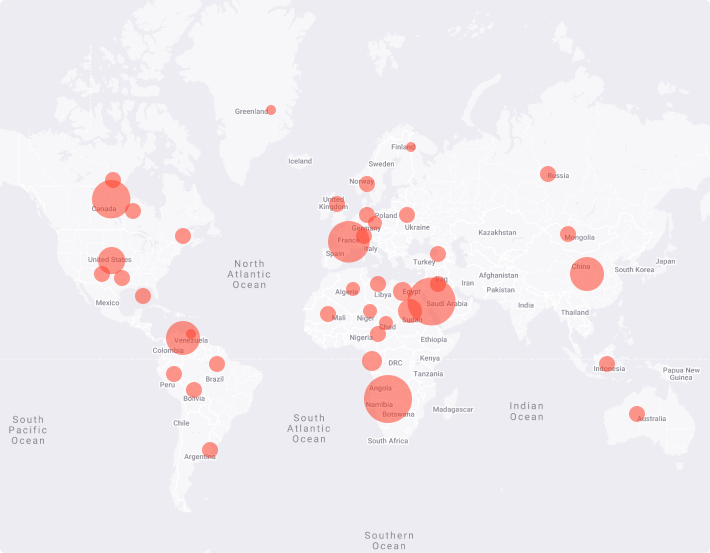 Greenland
Iceland
Finland
Sweden
Norway
Russia
United
Kingdom
Canada
Poland
Germany
Ukraine
Kazakhstan
Mongolia
France
Italy
Spain
United States
North
Atlantic
Ocean
Turkey
China
South Korea
Japan
Afghanistan
Iran
Iraq
Pakistan
Algeria
Libya
Egypt
Saudi Arabia
India
Mexico
Mali
Niger
Chad
Sudan
Thailand
Nigeria
Ethiopia
Venezuela
Colombia
Kenya
DRC
Tanzania
Indonesia
Papua New
Guinea
Peru
Brazil
Bolivia
Angola
Namibia
Botswana
Madagascar
Indian
Ocean
Australia
South
Pacific
Ocean
South
Atlantic
Ocean
Chile
South Africa
Argentina
Southern
Ocean